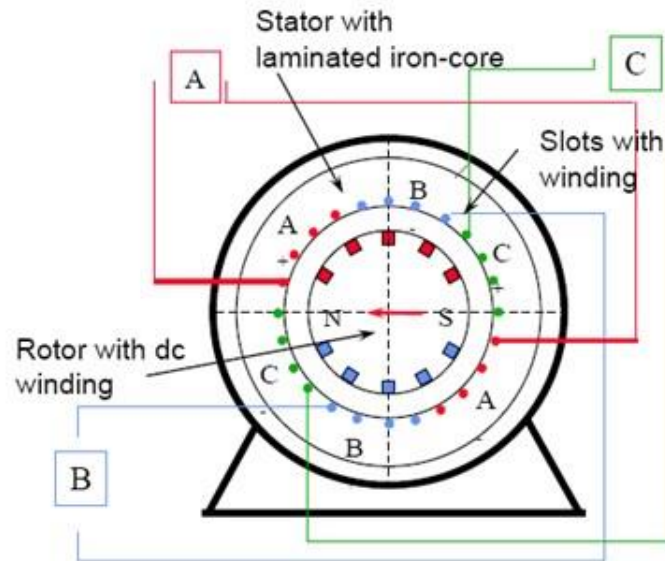 Stator with
laminated iron-core
A
C
Slots with
winding
B
A
+
-
C
+
N
S
Rotor with dc
winding
C
-
A
-
B
B